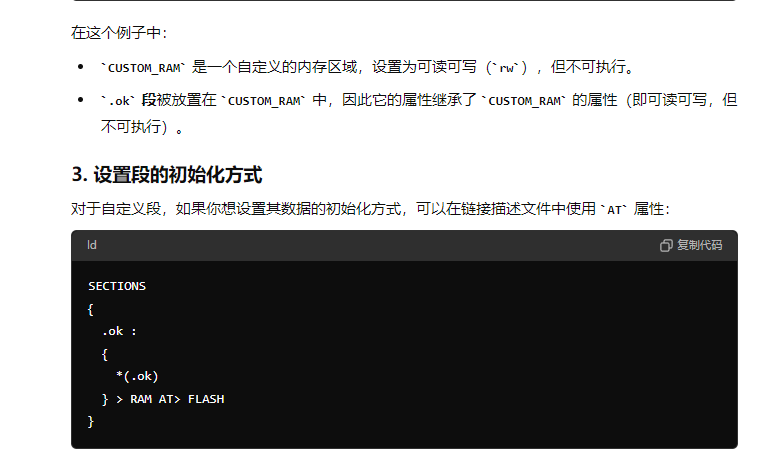 在这个例子中：
• `CUSTOM_RAM` 是一个自定义的内存区域，设置为可读可写（`rw`），但不可执行。
• `.ok` 段被放置在 `CUSTOM_RAM` 中，因此它的属性继承了 `CUSTOM_RAM` 的属性（即可读可写，但
不可执行）。
3. 设置段的初始化方式
对于自定义段，如果你想设置其数据的初始化方式，可以在链接描述文件中使用 `AT` 属性：
ld 复制代码
SECTIONS
{
  .ok :
  {
    *(.ok)
  } > RAM AT> FLASH
}